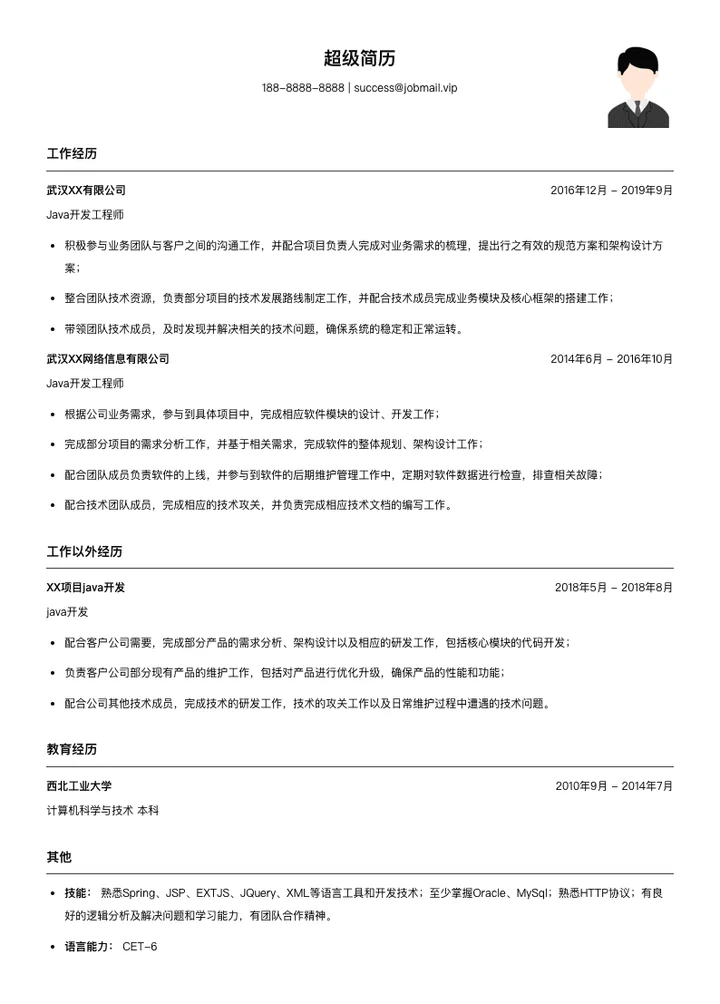 超级简历
188-8888-8888 | success@jobmail.vip
工作经历
武汉XX有限公司 2016年12月 – 2019年9月
Java开发工程师
• 积极参与业务团队与客户之间的沟通工作，并配合项目负责人完成对业务需求的梳理，提出行之有效的规范方案和架构设计方
案；
• 整合团队技术资源，负责部分项目的技术发展路线制定工作，并配合技术成员完成业务模块及核心框架的搭建工作；
• 带领团队技术成员，及时发现并解决相关的技术问题，确保系统的稳定和正常运转。
武汉XX网络信息有限公司 2014年6月 – 2016年10月
Java开发工程师
• 根据公司业务需求，参与到具体项目中，完成相应软件模块的设计、开发工作；
• 完成部分项目的需求分析工作，并基于相关需求，完成软件的整体规划、架构设计工作；
• 配合团队成员负责软件的上线，并参与到软件的后期维护管理工作中，定期对软件数据进行检查，排查相关故障；
• 配合技术团队成员，完成相应的技术攻关，并负责完成相应技术文档的编写工作。
工作以外经历
XX项目java开发 2018年5月 – 2018年8月
java开发
• 配合客户公司需要，完成部分产品的需求分析、架构设计以及相应的研发工作，包括核心模块的代码开发；
• 负责客户公司部分现有产品的维护工作，包括对产品进行优化升级，确保产品的性能和功能；
• 配合公司其他技术成员，完成技术的研发工作，技术的攻关工作以及日常维护过程中遭遇的技术问题。
教育经历
西北工业大学 2010年9月 – 2014年7月
计算机科学与技术 本科
其他
• 技能： 熟悉Spring、JSP、EXTJS、JQuery、XML等语言工具和开发技术；至少掌握Oracle、MySql；熟悉HTTP协议；有良
好的逻辑分析及解决问题和学习能力，有团队合作精神。
• 语言能力： CET-6